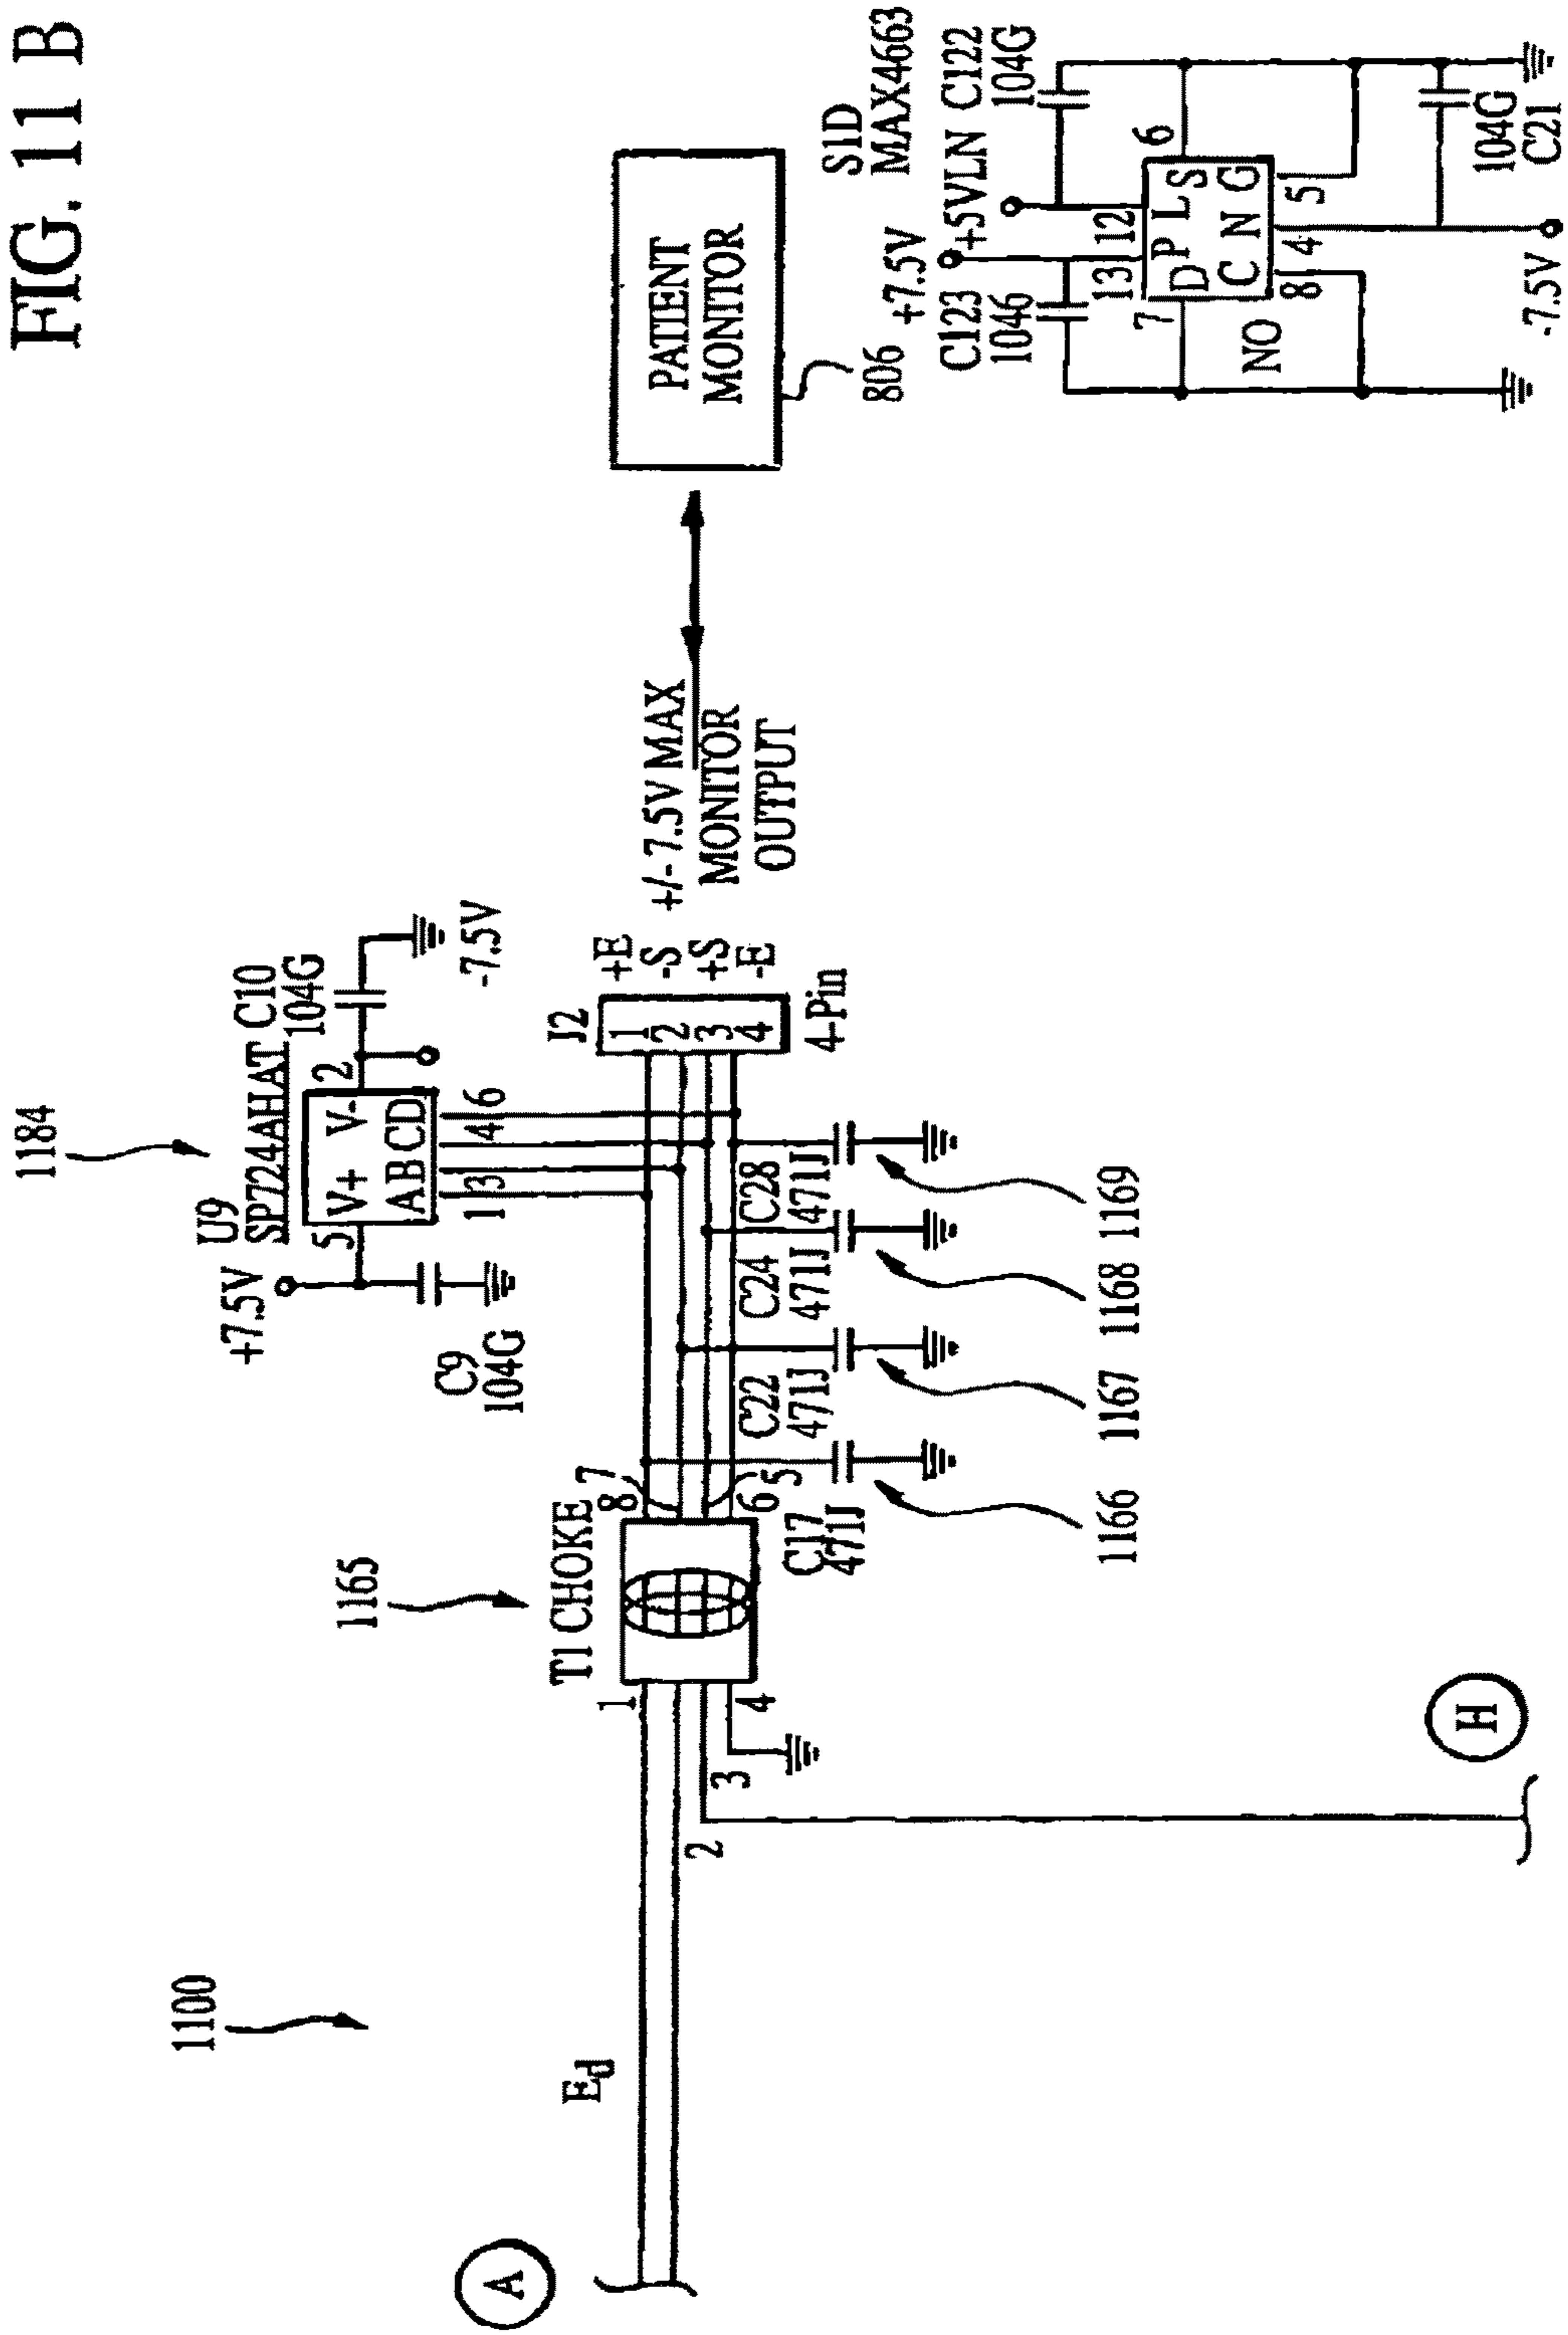 FIG. 11 B
1100
A
E_d
1165
T1 CHOKE
1
2
3
4
8
7
6
5
1184
U9
SP724AHAT
+7.5V
5
V+
V-
2
A B C D
1 3 4 6
C9
104G
C10
104G
-7.5V
J2
1
2
3
4
4-Pin
+E
-S
+S
-E
C17
471J
C22
471J
C24
471J
C28
471J
1166
1167
1168
1169
H
+/- 7.5V MAX
MONITOR
OUTPUT
PATIENT
MONITOR
806
S1D
MAX4663
+7.5V
+5VLN
C122
104G
C123
1046
13
12
7
6
D P L S
C N G
8
4
5
NO
104G
C21
-7.5V